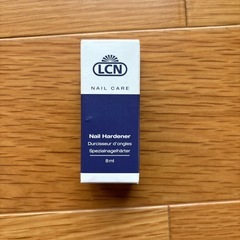 LCN
NAIL CARE
Nail Hardener
Durcisseur d'ongles
Spezialnagelhärter
8 ml